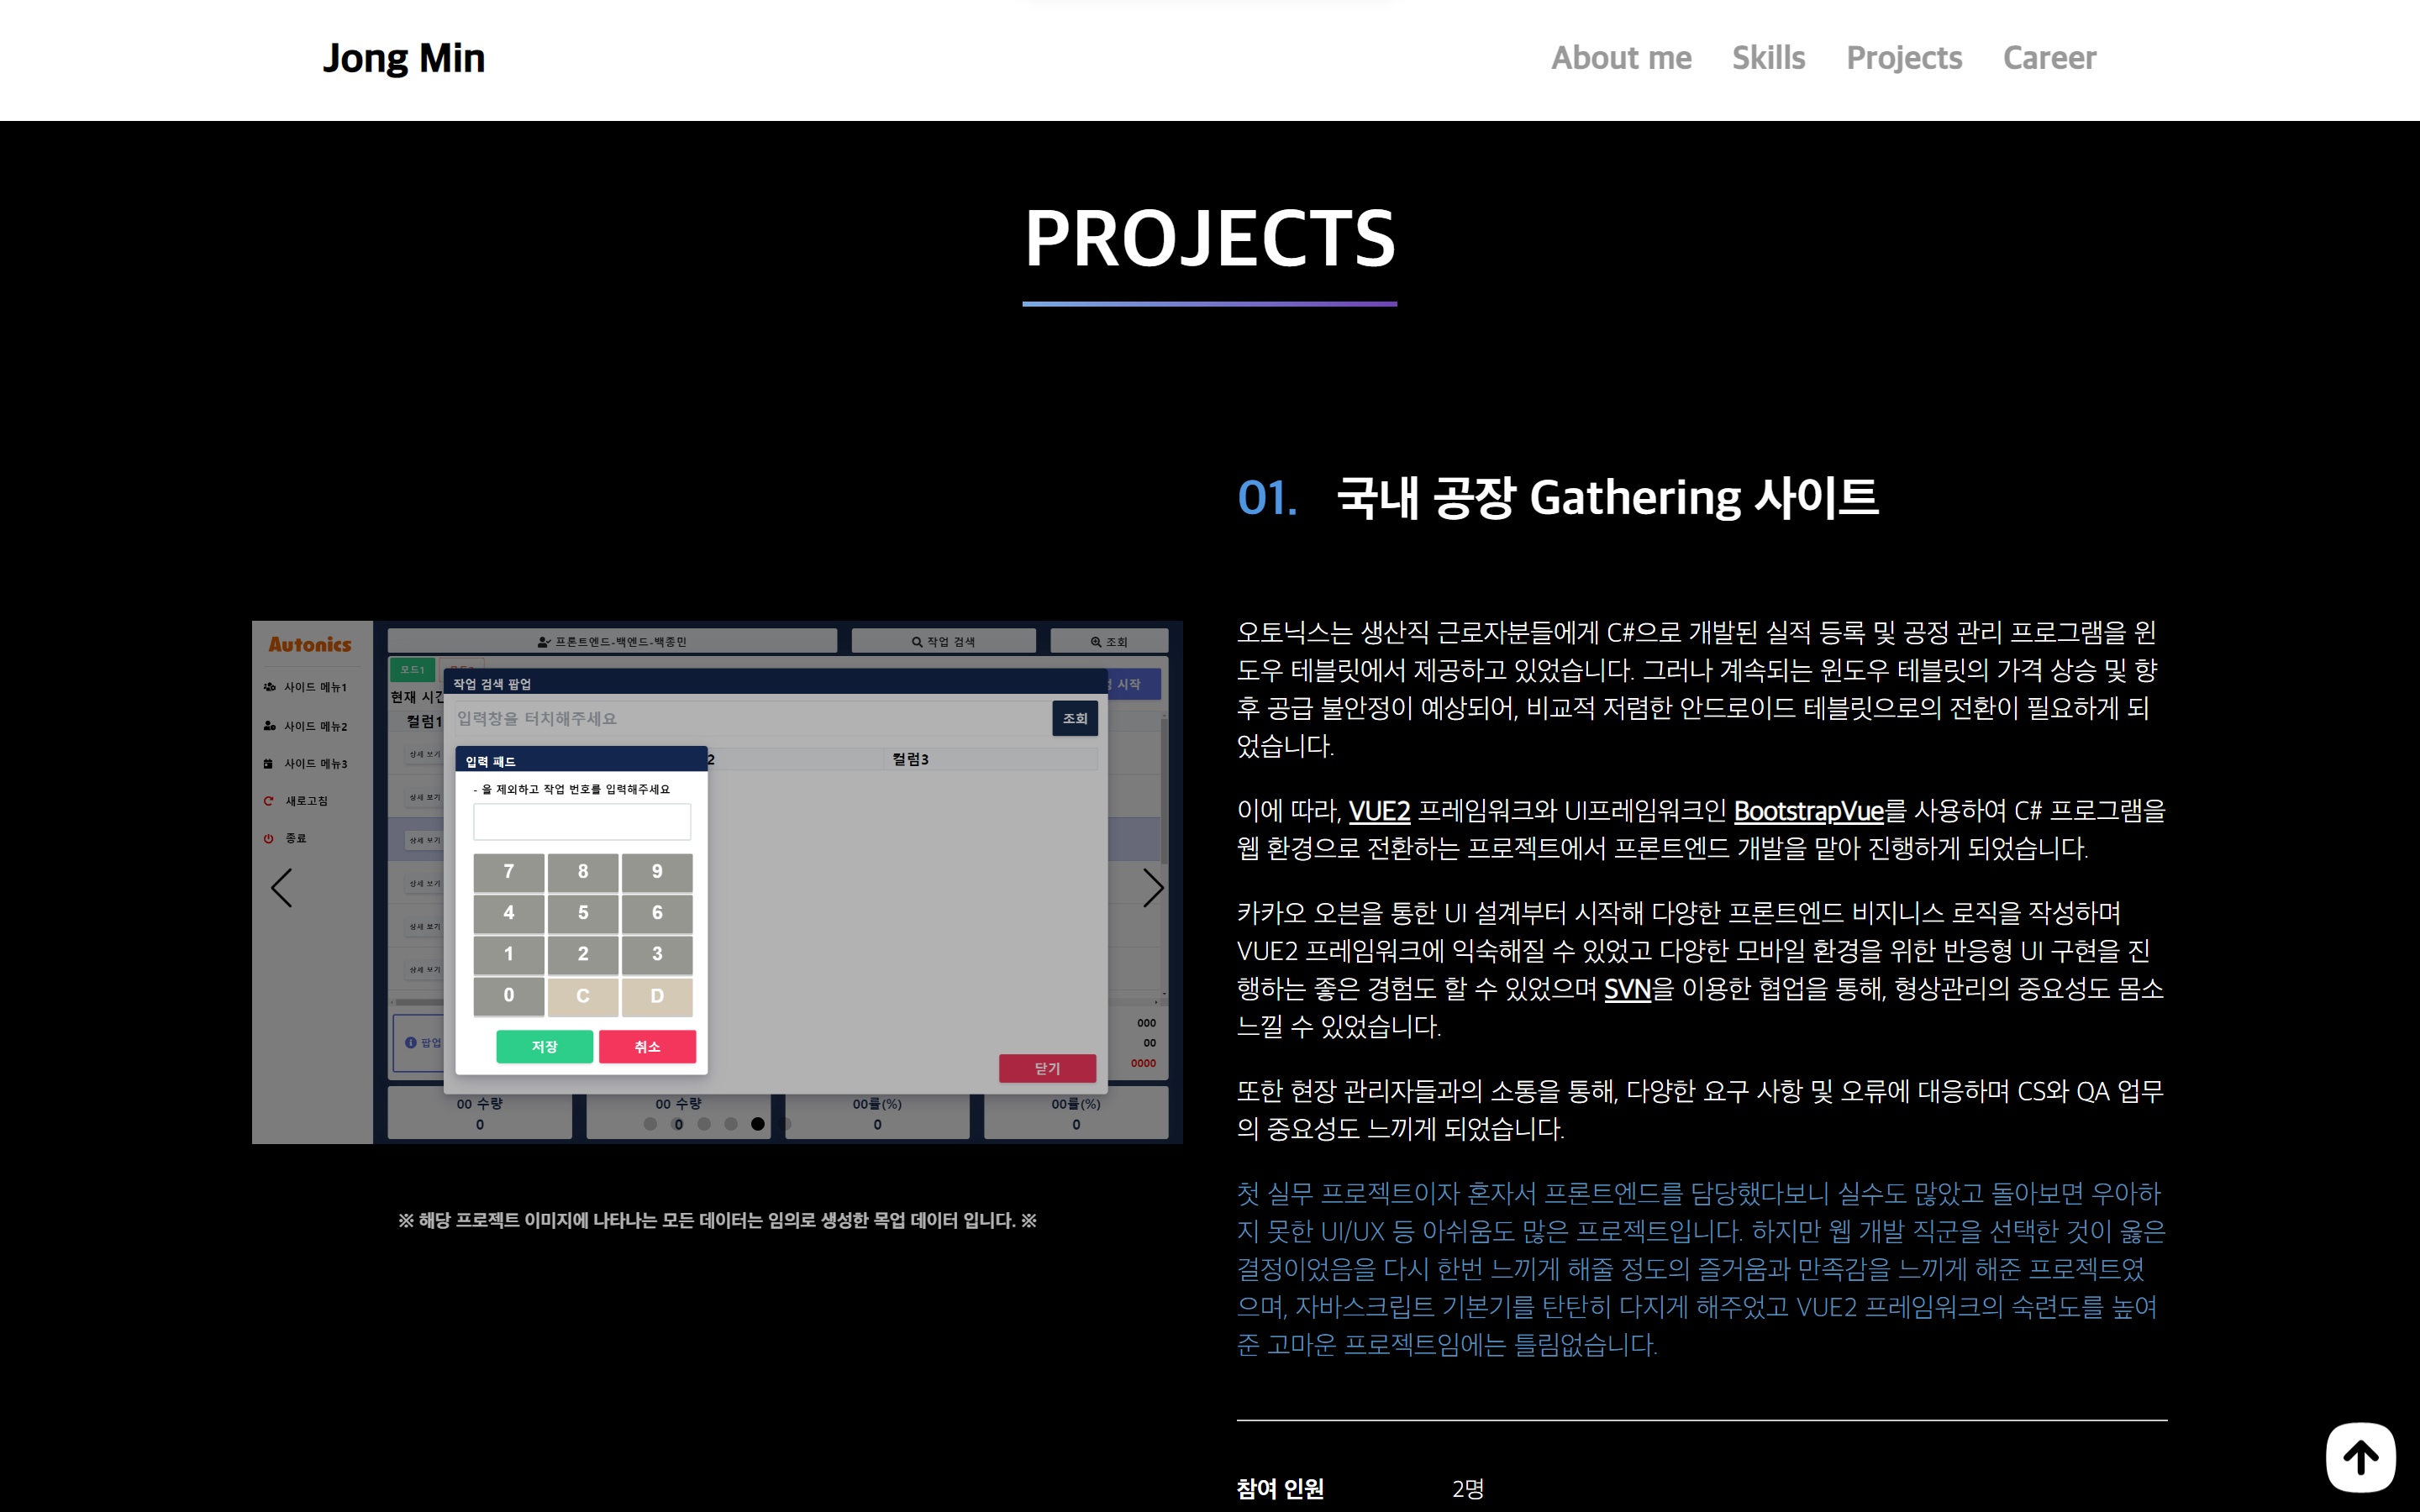 Jong Min
About me Skills Projects Career
PROJECTS
01. 국내 공장 Gathering 사이트
Autonics
사이드 메뉴1
사이드 메뉴2
사이드 메뉴3
새로고침
종료
프론트엔드-백엔드-백종민
작업 검색
조회
모드1
현재 시간
시작
컬럼1
상세 보기
상세 보기
상세 보기
상세 보기
상세 보기
상세 보기
작업 검색 팝업
입력창을 터치해주세요
조회
2
컬럼3
입력 패드
- 을 제외하고 작업 번호를 입력해주세요
7 8 9
4 5 6
1 2 3
0 C D
저장 취소
닫기
팝업
000
00
0000
00 수량 00 수량 00률(%) 00률(%)
0 0 0 0
※ 해당 프로젝트 이미지에 나타나는 모든 데이터는 임의로 생성한 목업 데이터 입니다. ※
오토닉스는 생산직 근로자분들에게 C#으로 개발된 실적 등록 및 공정 관리 프로그램을 윈
도우 테블릿에서 제공하고 있었습니다. 그러나 계속되는 윈도우 테블릿의 가격 상승 및 향
후 공급 불안정이 예상되어, 비교적 저렴한 안드로이드 테블릿으로의 전환이 필요하게 되
었습니다.
이에 따라, VUE2 프레임워크와 UI프레임워크인 BootstrapVue를 사용하여 C# 프로그램을
웹 환경으로 전환하는 프로젝트에서 프론트엔드 개발을 맡아 진행하게 되었습니다.
카카오 오븐을 통한 UI 설계부터 시작해 다양한 프론트엔드 비지니스 로직을 작성하며
VUE2 프레임워크에 익숙해질 수 있었고 다양한 모바일 환경을 위한 반응형 UI 구현을 진
행하는 좋은 경험도 할 수 있었으며 SVN을 이용한 협업을 통해, 형상관리의 중요성도 몸소
느낄 수 있었습니다.
또한 현장 관리자들과의 소통을 통해, 다양한 요구 사항 및 오류에 대응하며 CS와 QA 업무
의 중요성도 느끼게 되었습니다.
첫 실무 프로젝트이자 혼자서 프론트엔드를 담당했다보니 실수도 많았고 돌아보면 우아하
지 못한 UI/UX 등 아쉬움도 많은 프로젝트입니다. 하지만 웹 개발 직군을 선택한 것이 옳은
결정이었음을 다시 한번 느끼게 해줄 정도의 즐거움과 만족감을 느끼게 해준 프로젝트였
으며, 자바스크립트 기본기를 탄탄히 다지게 해주었고 VUE2 프레임워크의 숙련도를 높여
준 고마운 프로젝트임에는 틀림없습니다.
참여 인원 2명